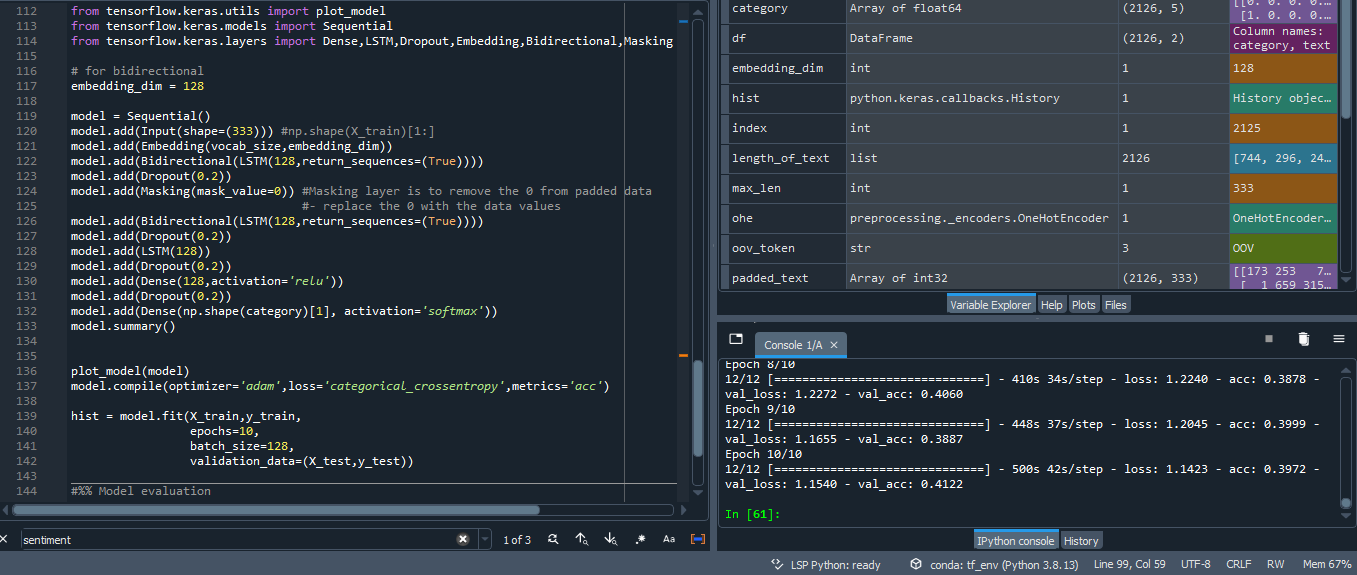 112 from tensorflow.keras.utils import plot_model
113 from tensorflow.keras.models import Sequential
114 from tensorflow.keras.layers import Dense,LSTM,Dropout,Embedding,Bidirectional,Masking
115
116 # for bidirectional
117 embedding_dim = 128
118
119 model = Sequential()
120 model.add(Input(shape=(333))) #np.shape(X_train)[1:]
121 model.add(Embedding(vocab_size,embedding_dim))
122 model.add(Bidirectional(LSTM(128,return_sequences=(True))))
123 model.add(Dropout(0.2))
124 model.add(Masking(mask_value=0)) #Masking layer is to remove the 0 from padded data
125 #- replace the 0 with the data values
126 model.add(Bidirectional(LSTM(128,return_sequences=(True))))
127 model.add(Dropout(0.2))
128 model.add(LSTM(128))
129 model.add(Dropout(0.2))
130 model.add(Dense(128,activation='relu'))
131 model.add(Dropout(0.2))
132 model.add(Dense(np.shape(category)[1], activation='softmax'))
133 model.summary()
134
135
136 plot_model(model)
137 model.compile(optimizer='adam',loss='categorical_crossentropy',metrics='acc')
138
139 hist = model.fit(X_train,y_train,
140 epochs=10,
141 batch_size=128,
142 validation_data=(X_test,y_test))
143
144 #%% Model evaluation
sentiment 1 of 3 Aa
category Array of float64 (2126, 5) [[0. 0. 0. 0.…
[1. 0. 0. 0.…
df DataFrame (2126, 2) Column names:
category, text
embedding_dim int 1 128
hist python.keras.callbacks.History 1 History objec…
index int 1 2125
length_of_text list 2126 [744, 296, 24…
max_len int 1 333
ohe preprocessing._encoders.OneHotEncoder 1 OneHotEncoder…
oov_token str 3 OOV
padded_text Array of int32 (2126, 333) [[173 253 7…
[ 1 659 315…
Variable Explorer Help Plots Files
Console 1/A
Epoch 8/10
12/12 [==============================] - 410s 34s/step - loss: 1.2240 - acc: 0.3878 -
val_loss: 1.2272 - val_acc: 0.4060
Epoch 9/10
12/12 [==============================] - 448s 37s/step - loss: 1.2045 - acc: 0.3999 -
val_loss: 1.1655 - val_acc: 0.3887
Epoch 10/10
12/12 [==============================] - 500s 42s/step - loss: 1.1423 - acc: 0.3972 -
val_loss: 1.1540 - val_acc: 0.4122
In [61]:
IPython console History
LSP Python: ready conda: tf_env (Python 3.8.13) Line 99, Col 59 UTF-8 CRLF RW Mem 67%